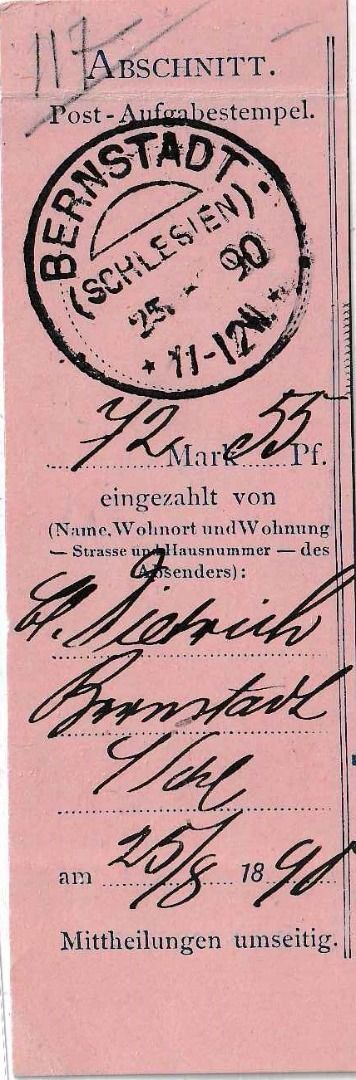 117
ABSCHNITT.
Post-Aufgabestempel.
BERNSTADT
(SCHLESIEN)
25 - 90
* 11-12N. *
72 Mark 55 Pf.
eingezahlt von
(Name, Wohnort und Wohnung
— Strasse und Hausnummer — des
Absenders):
Dietrich
Bernstadt
i/Schl
am 25/8 1890
Mittheilungen umseitig.